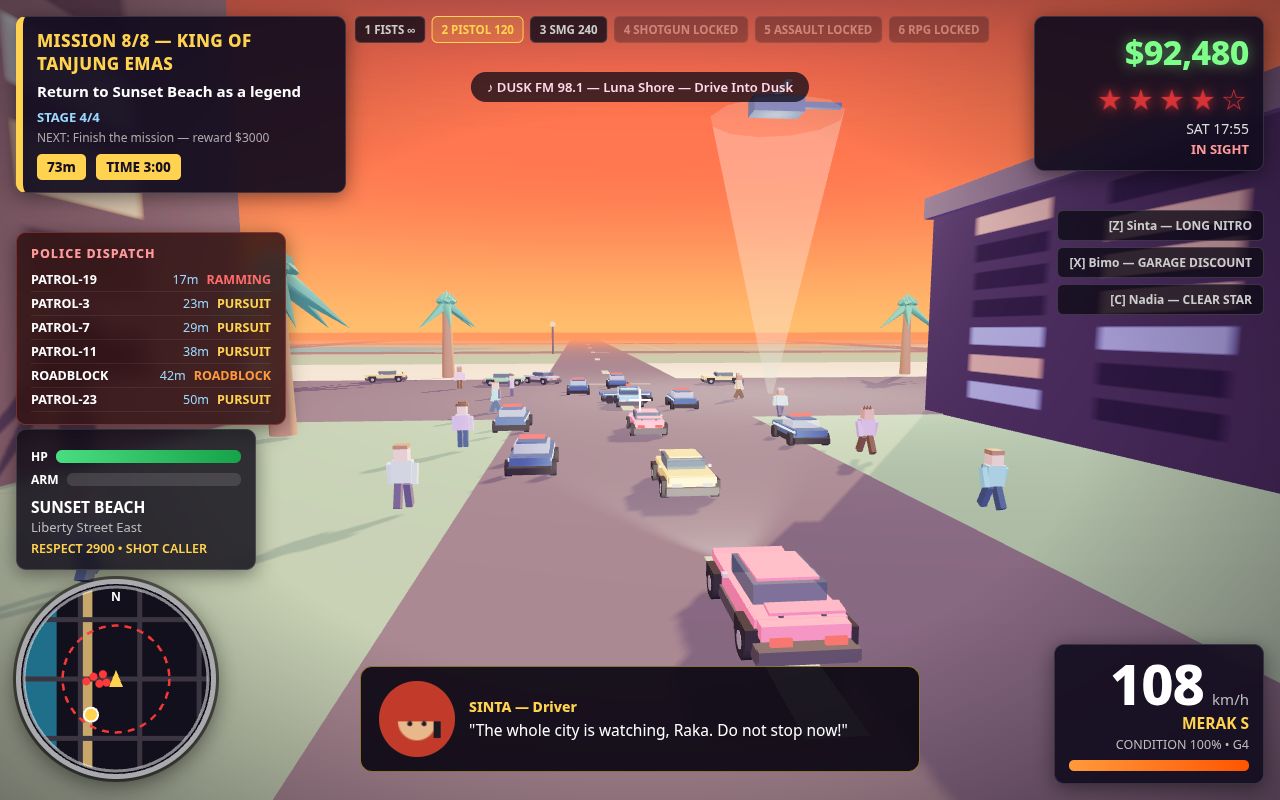 MISSION 8/8 — KING OF
TANJUNG EMAS
Return to Sunset Beach as a legend
STAGE 4/4
NEXT: Finish the mission — reward $3000
73m TIME 3:00
1 FISTS ∞ 2 PISTOL 120 3 SMG 240 4 SHOTGUN LOCKED 5 ASSAULT LOCKED 6 RPG LOCKED
♪ DUSK FM 98.1 — Luna Shore — Drive Into Dusk
$92,480
★ ★ ★ ★ ☆
SAT 17:55
IN SIGHT
[Z] Sinta — LONG NITRO
[X] Bimo — GARAGE DISCOUNT
[C] Nadia — CLEAR STAR
POLICE DISPATCH
PATROL-19 17m RAMMING
PATROL-3 23m PURSUIT
PATROL-7 29m PURSUIT
PATROL-11 38m PURSUIT
ROADBLOCK 42m ROADBLOCK
PATROL-23 50m PURSUIT
HP
ARM
SUNSET BEACH
Liberty Street East
RESPECT 2900 • SHOT CALLER
N
SINTA — Driver
"The whole city is watching, Raka. Do not stop now!"
108 km/h
MERAK S
CONDITION 100% • G4